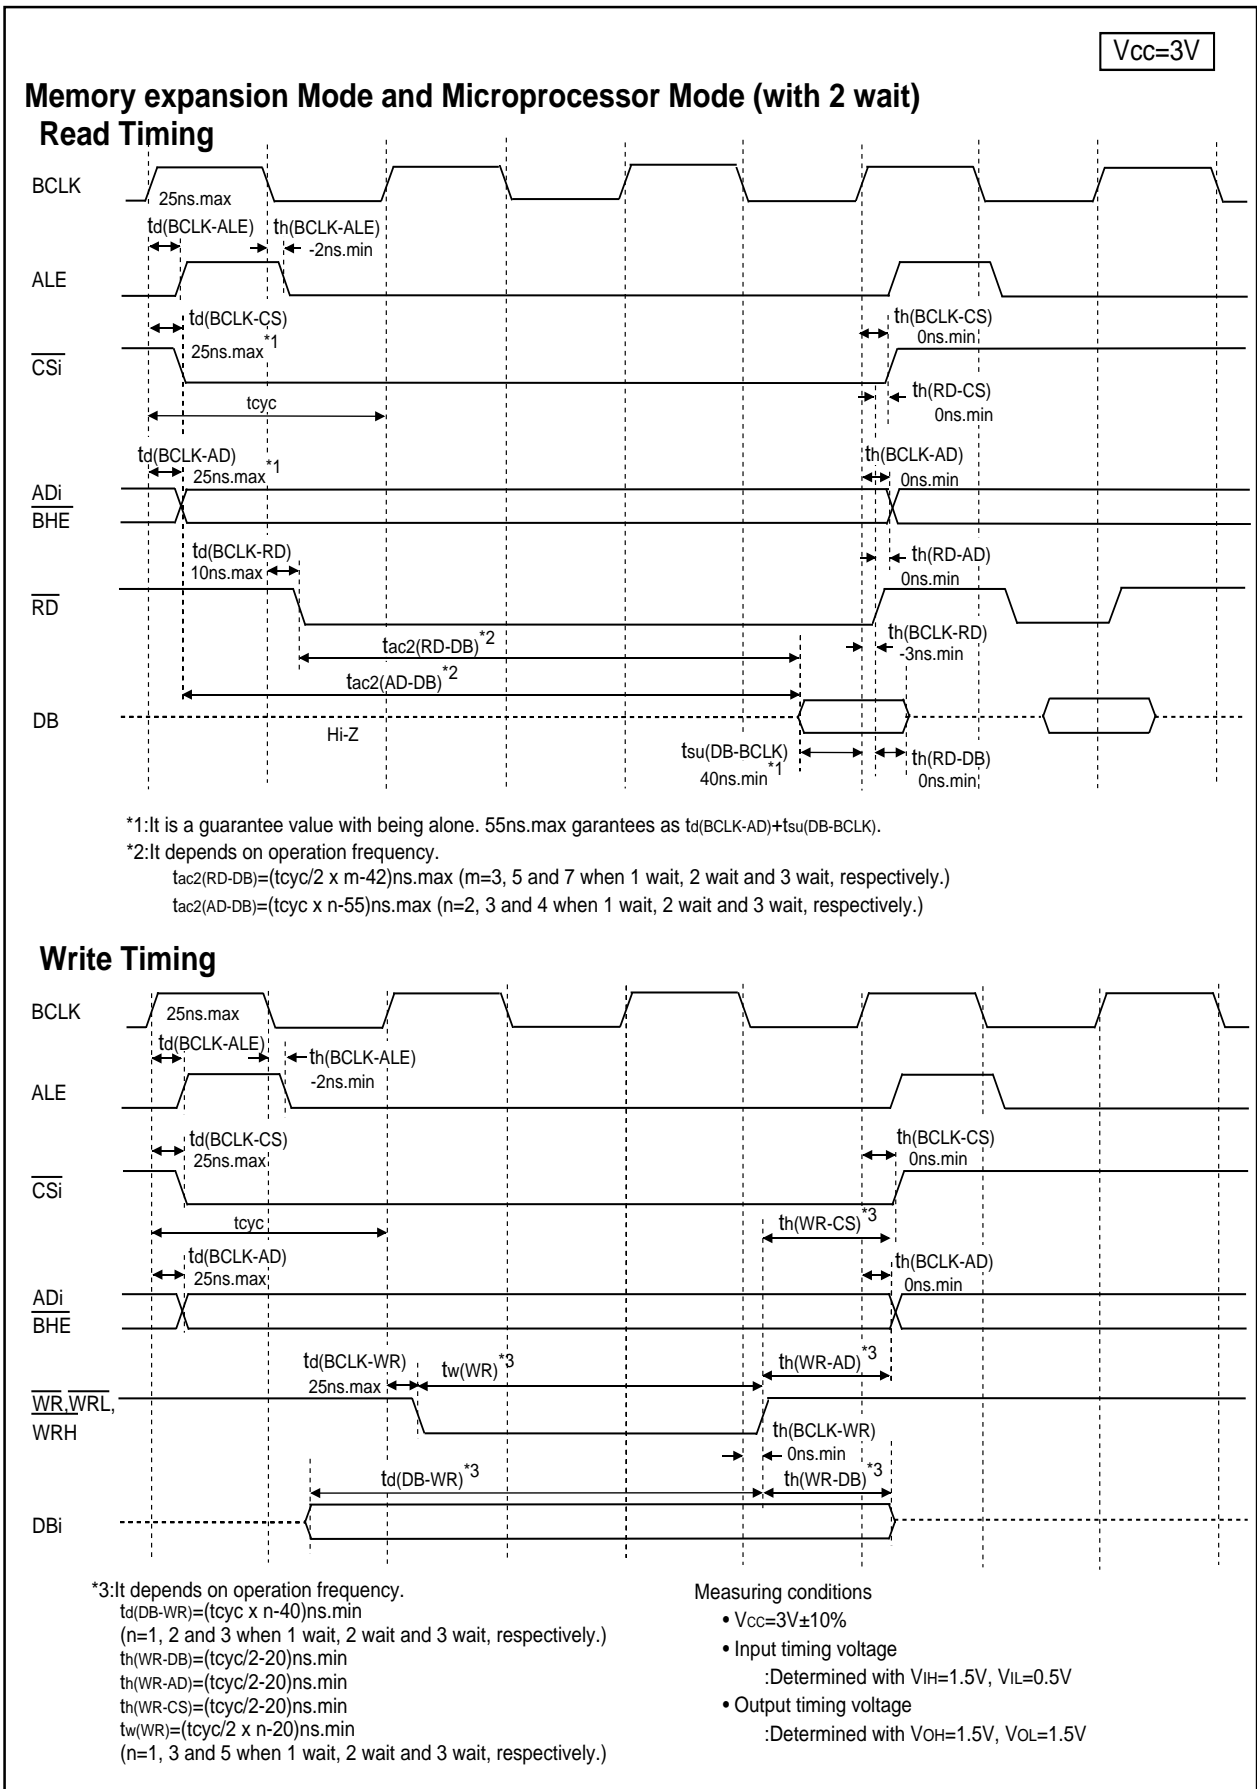 Vcc=3V
Memory expansion Mode and Microprocessor Mode (with 2 wait)
Read Timing
BCLK
25ns.max
td(BCLK-ALE)
th(BCLK-ALE)
-2ns.min
ALE
td(BCLK-CS)
25ns.max*1
th(BCLK-CS)
0ns.min
CSi
tcyc
th(RD-CS)
0ns.min
td(BCLK-AD)
25ns.max*1
th(BCLK-AD)
0ns.min
ADi
BHE
td(BCLK-RD)
10ns.max
th(RD-AD)
0ns.min
RD
tac2(RD-DB)*2
th(BCLK-RD)
-3ns.min
tac2(AD-DB)*2
DB
Hi-Z
tsu(DB-BCLK)
40ns.min*1
th(RD-DB)
0ns.min
*1:It is a guarantee value with being alone. 55ns.max garantees as td(BCLK-AD)+tsu(DB-BCLK).
*2:It depends on operation frequency.
tac2(RD-DB)=(tcyc/2 x m-42)ns.max (m=3, 5 and 7 when 1 wait, 2 wait and 3 wait, respectively.)
tac2(AD-DB)=(tcyc x n-55)ns.max (n=2, 3 and 4 when 1 wait, 2 wait and 3 wait, respectively.)
Write Timing
BCLK
25ns.max
td(BCLK-ALE)
th(BCLK-ALE)
-2ns.min
ALE
td(BCLK-CS)
25ns.max
th(BCLK-CS)
0ns.min
CSi
tcyc
th(WR-CS)*3
td(BCLK-AD)
25ns.max
th(BCLK-AD)
0ns.min
ADi
BHE
td(BCLK-WR)
25ns.max
tw(WR)*3
th(WR-AD)*3
WR,WRL,
WRH
th(BCLK-WR)
0ns.min
td(DB-WR)*3
th(WR-DB)*3
DBi
*3:It depends on operation frequency.
td(DB-WR)=(tcyc x n-40)ns.min
(n=1, 2 and 3 when 1 wait, 2 wait and 3 wait, respectively.)
th(WR-DB)=(tcyc/2-20)ns.min
th(WR-AD)=(tcyc/2-20)ns.min
th(WR-CS)=(tcyc/2-20)ns.min
tw(WR)=(tcyc/2 x n-20)ns.min
(n=1, 3 and 5 when 1 wait, 2 wait and 3 wait, respectively.)
Measuring conditions
• VCC=3V±10%
• Input timing voltage
:Determined with VIH=1.5V, VIL=0.5V
• Output timing voltage
:Determined with VOH=1.5V, VOL=1.5V